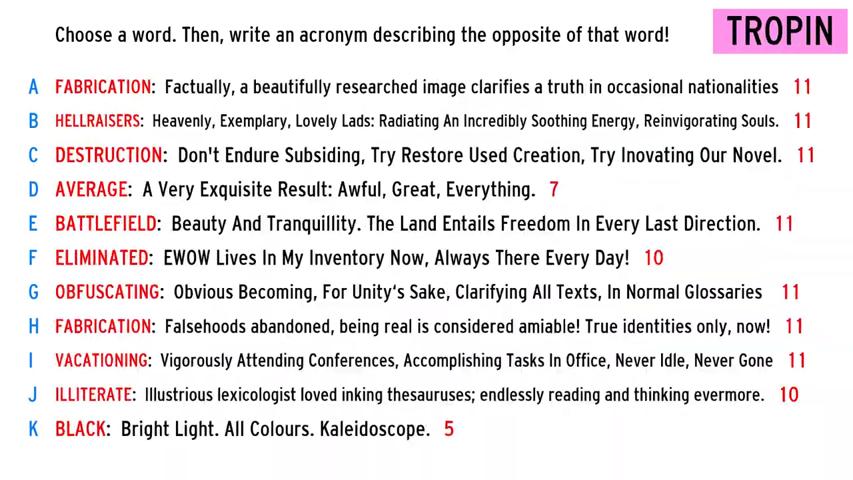 Choose a word. Then, write an acronym describing the opposite of that word!
TROPIN
A FABRICATION: Factually, a beautifully researched image clarifies a truth in occasional nationalities 11
B HELLRAISERS: Heavenly, Exemplary, Lovely Lads: Radiating An Incredibly Soothing Energy, Reinvigorating Souls. 11
C DESTRUCTION: Don't Endure Subsiding, Try Restore Used Creation, Try Inovating Our Novel. 11
D AVERAGE: A Very Exquisite Result: Awful, Great, Everything. 7
E BATTLEFIELD: Beauty And Tranquillity. The Land Entails Freedom In Every Last Direction. 11
F ELIMINATED: EWOW Lives In My Inventory Now, Always There Every Day! 10
G OBFUSCATING: Obvious Becoming, For Unity‘s Sake, Clarifying All Texts, In Normal Glossaries 11
H FABRICATION: Falsehoods abandoned, being real is considered amiable! True identities only, now! 11
I VACATIONING: Vigorously Attending Conferences, Accomplishing Tasks In Office, Never Idle, Never Gone 11
J ILLITERATE: Illustrious lexicologist loved inking thesauruses; endlessly reading and thinking evermore. 10
K BLACK: Bright Light. All Colours. Kaleidoscope. 5